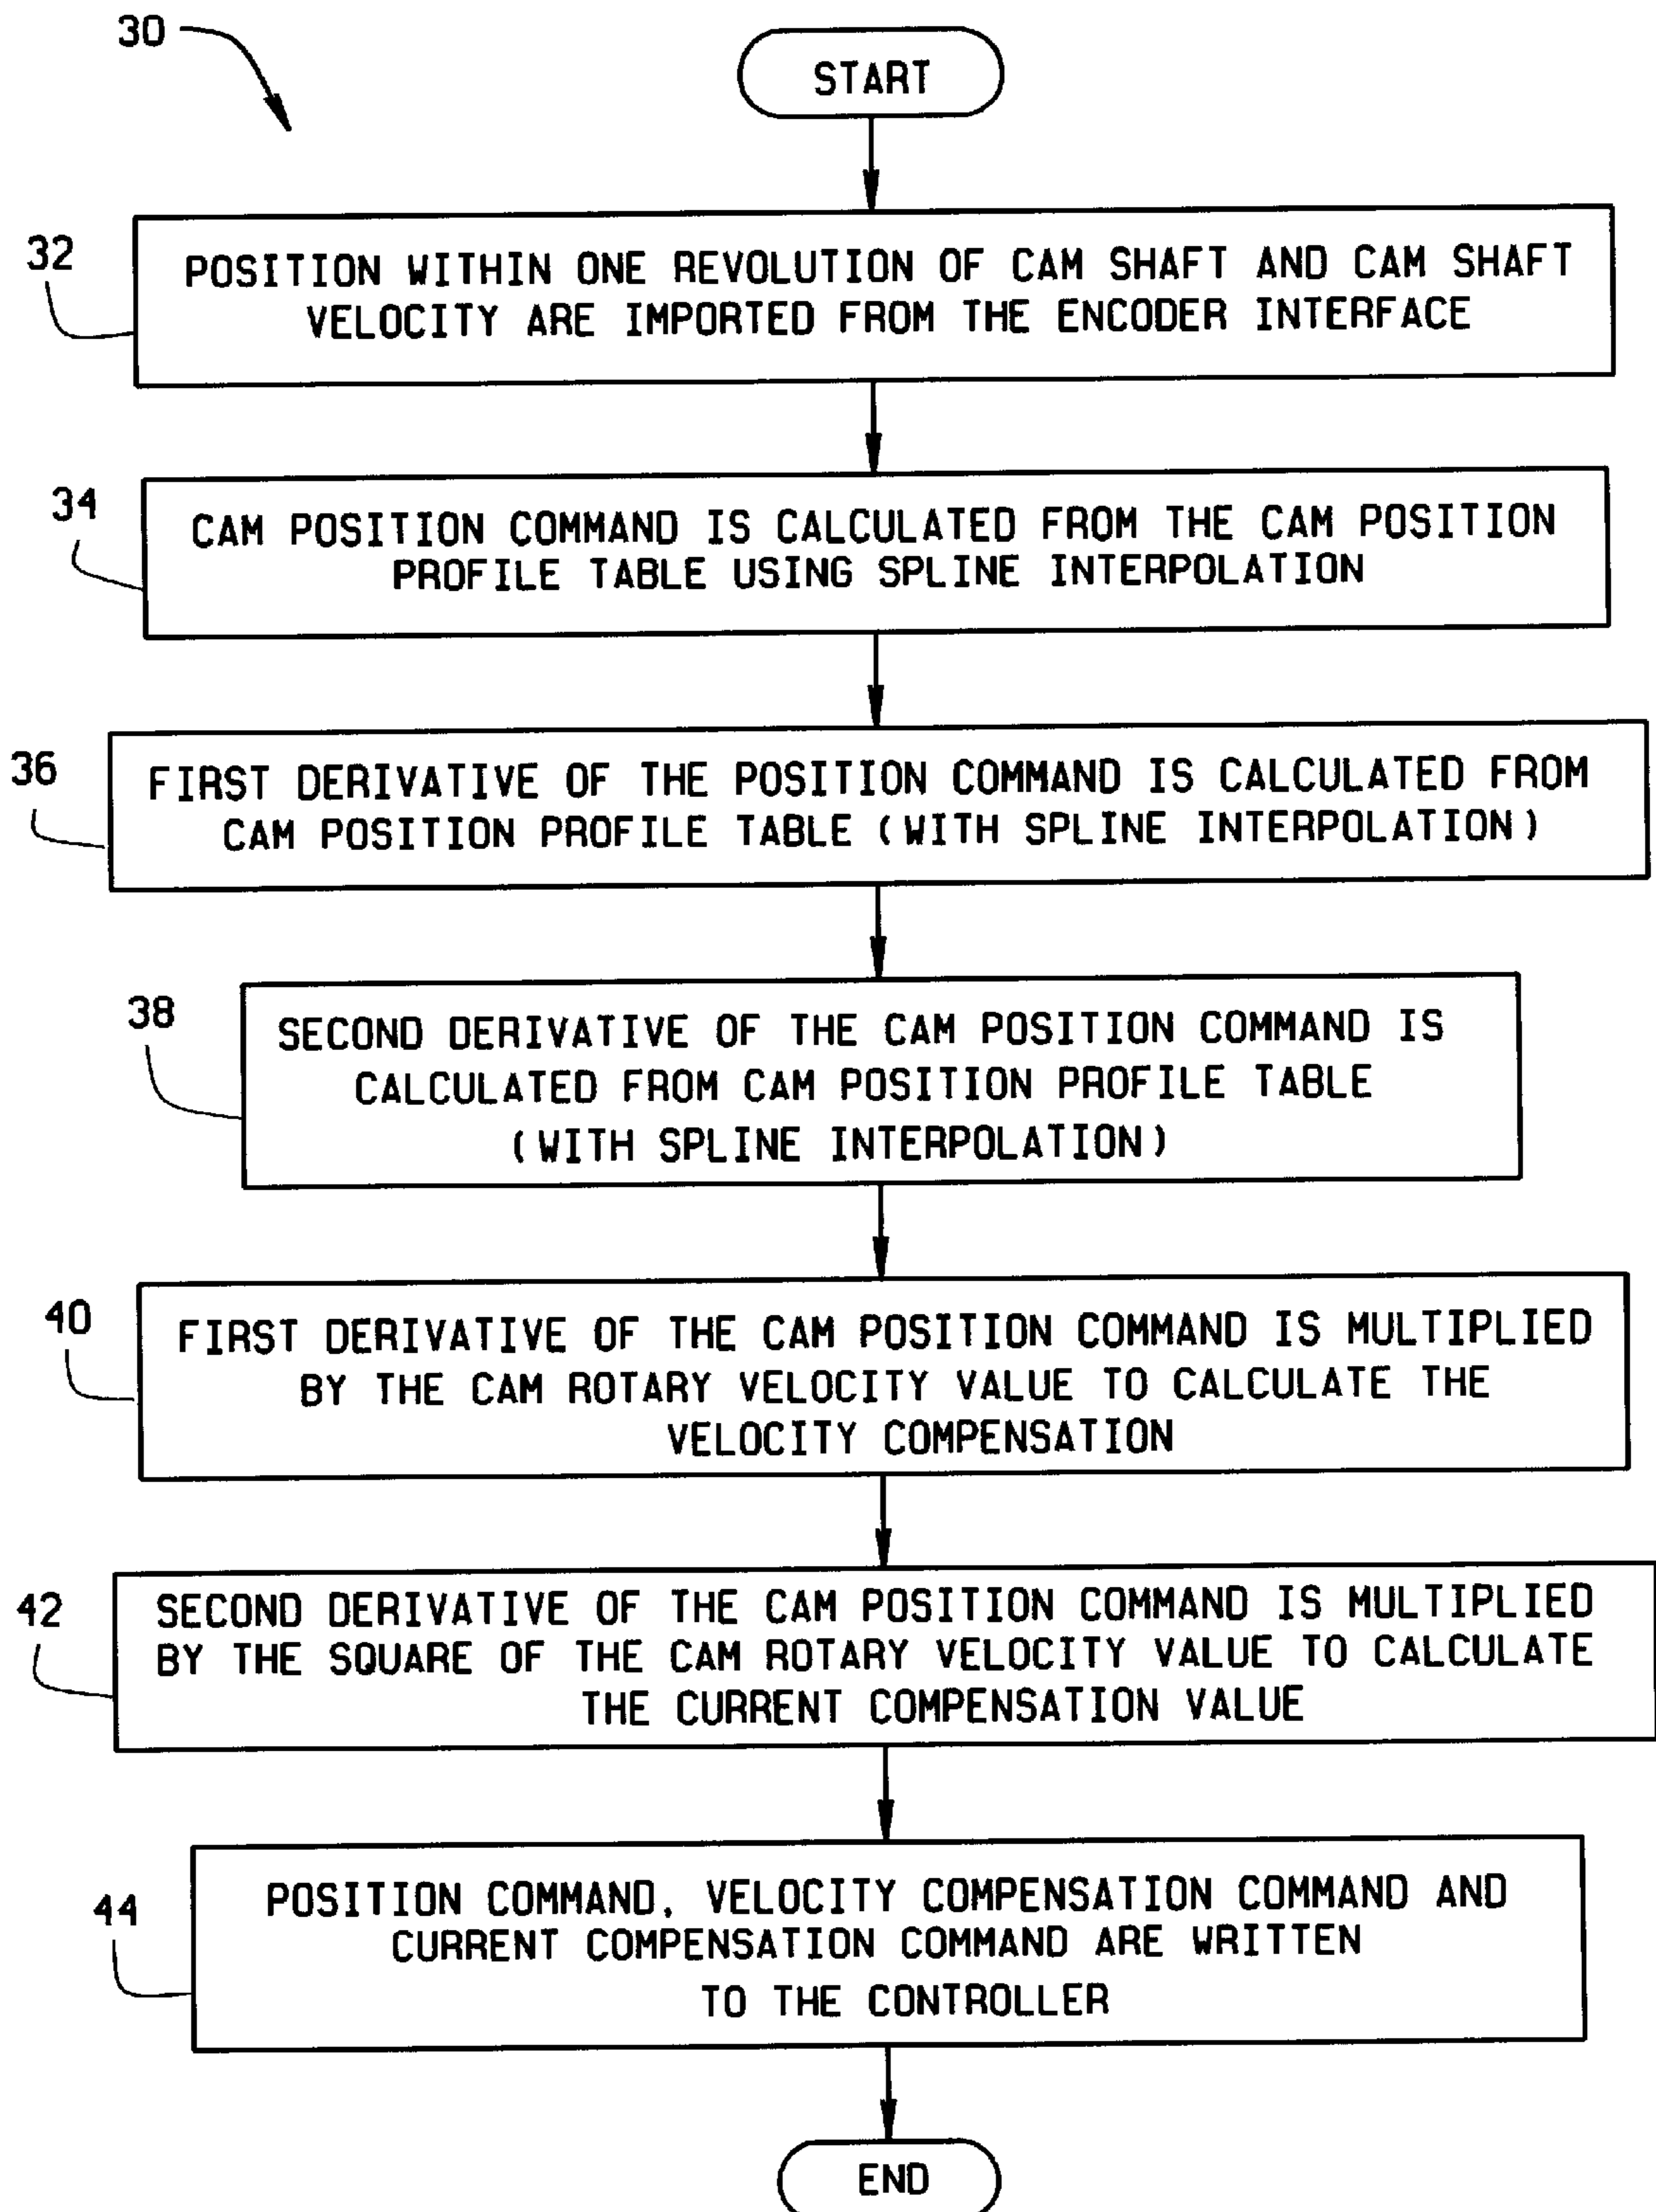 30
START
32
POSITION WITHIN ONE REVOLUTION OF CAM SHAFT AND CAM SHAFT
VELOCITY ARE IMPORTED FROM THE ENCODER INTERFACE
34
CAM POSITION COMMAND IS CALCULATED FROM THE CAM POSITION
PROFILE TABLE USING SPLINE INTERPOLATION
36
FIRST DERIVATIVE OF THE POSITION COMMAND IS CALCULATED FROM
CAM POSITION PROFILE TABLE (WITH SPLINE INTERPOLATION)
38
SECOND DERIVATIVE OF THE CAM POSITION COMMAND IS
CALCULATED FROM CAM POSITION PROFILE TABLE
(WITH SPLINE INTERPOLATION)
40
FIRST DERIVATIVE OF THE CAM POSITION COMMAND IS MULTIPLIED
BY THE CAM ROTARY VELOCITY VALUE TO CALCULATE THE
VELOCITY COMPENSATION
42
SECOND DERIVATIVE OF THE CAM POSITION COMMAND IS MULTIPLIED
BY THE SQUARE OF THE CAM ROTARY VELOCITY VALUE TO CALCULATE
THE CURRENT COMPENSATION VALUE
44
POSITION COMMAND, VELOCITY COMPENSATION COMMAND AND
CURRENT COMPENSATION COMMAND ARE WRITTEN
TO THE CONTROLLER
END